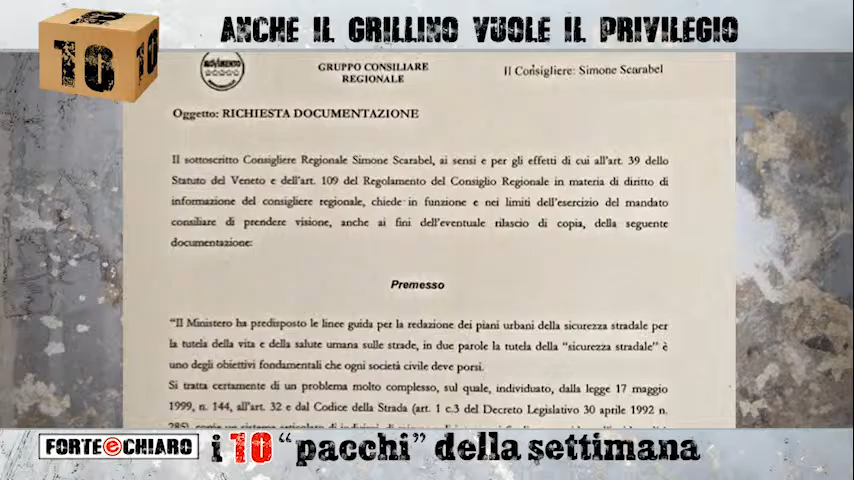 10
10
10
ANCHE IL GRILLINO VUOLE IL PRIVILEGIO
MOVIMENTO
GRUPPO CONSILIARE
REGIONALE
Il Consigliere: Simone Scarabel
Oggetto: RICHIESTA DOCUMENTAZIONE
Il sottoscritto Consigliere Regionale Simone Scarabel, ai sensi e per gli effetti di cui all'art. 39 dello
Statuto del Veneto e dell'art. 109 del Regolamento del Consiglio Regionale in materia di diritto di
informazione del consigliere regionale, chiede in funzione e nei limiti dell'esercizio del mandato
consiliare di prendere visione, anche ai fini dell'eventuale rilascio di copia, della seguente
documentazione:
Premesso
"Il Ministero ha predisposto le linee guida per la redazione dei piani urbani della sicurezza stradale per
la tutela della vita e della salute umana sulle strade, in due parole la tutela della "sicurezza stradale" è
uno degli obiettivi fondamentali che ogni società civile deve porsi.
Si tratta certamente di un problema molto complesso, sul quale, individuato, dalla legge 17 maggio
1999, n. 144, all'art. 32 e dal Codice della Strada (art. 1 c.3 del Decreto Legislativo 30 aprile 1992 n.
FORTE e CHIARO
i 10 "pacchi" della settimana